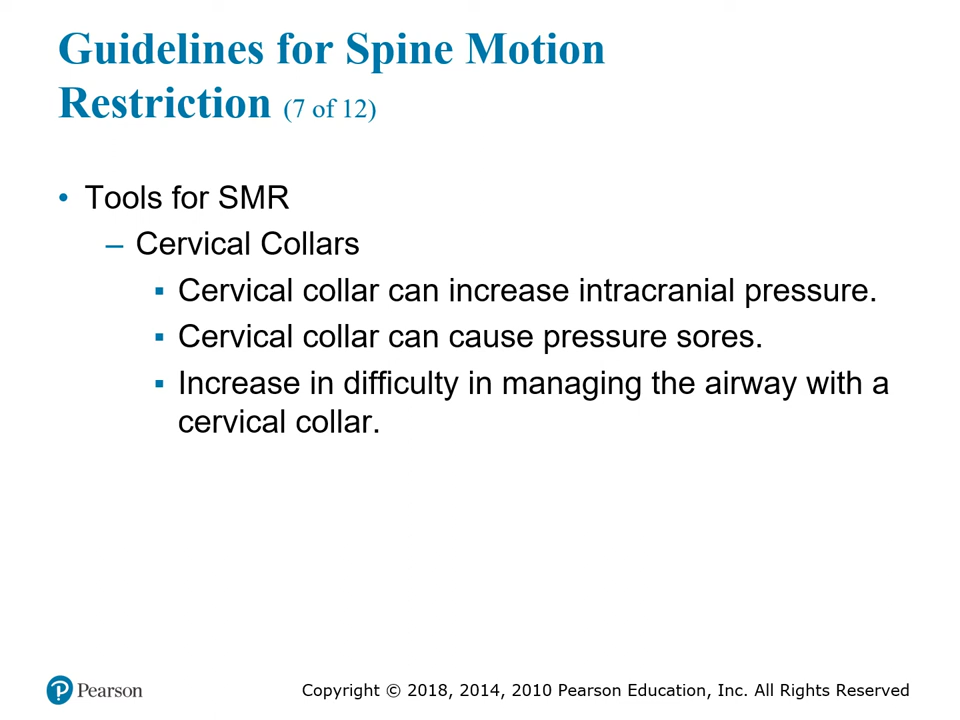 Guidelines for Spine Motion
Restriction (7 of 12)
• Tools for SMR
– Cervical Collars
▪ Cervical collar can increase intracranial pressure.
▪ Cervical collar can cause pressure sores.
▪ Increase in difficulty in managing the airway with a
cervical collar.
Pearson
Copyright © 2018, 2014, 2010 Pearson Education, Inc. All Rights Reserved